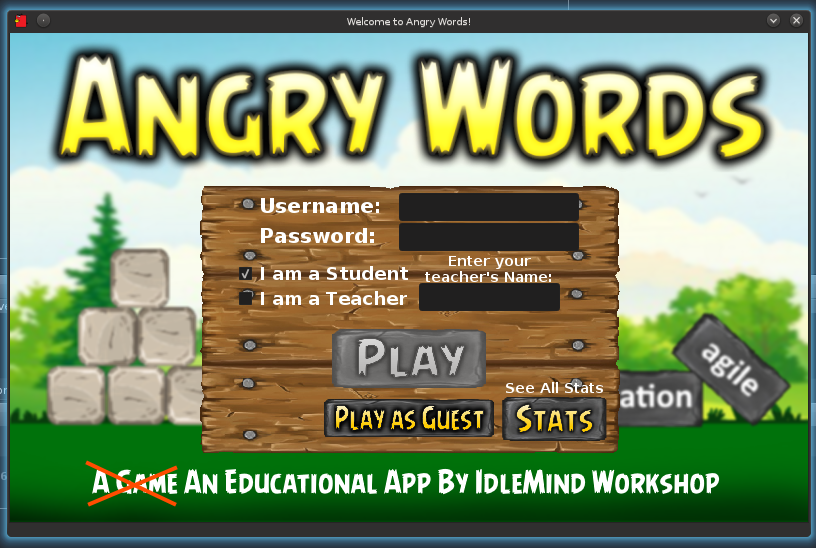 Welcome to Angry Words!
ANGRY WORDS
Username:
Password:
I am a Student
Enter your
teacher's Name:
I am a Teacher
PLAY
See All Stats
agile
ation
PLAY AS GUEST
STATS
A GAME AN EDUCATIONAL APP BY IDLEMIND WORKSHOP